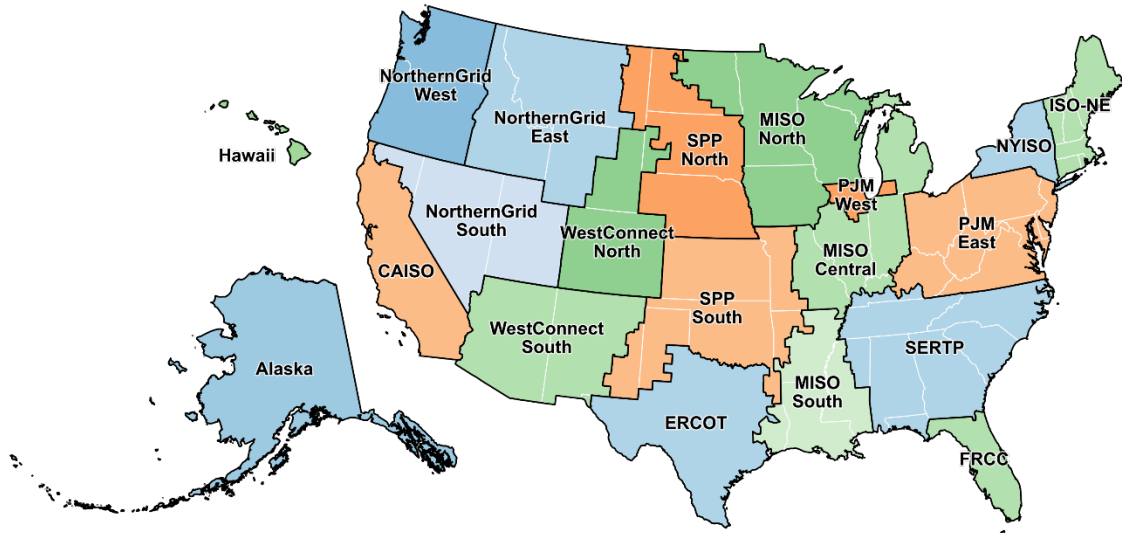 NorthernGrid
West
NorthernGrid
East
MISO
North
ISO-NE
NYISO
Hawaii
SPP
North
PJM
West
PJM
East
NorthernGrid
South
WestConnect
North
MISO
Central
CAISO
SPP
South
WestConnect
South
SERTP
Alaska
MISO
South
ERCOT
FRCC